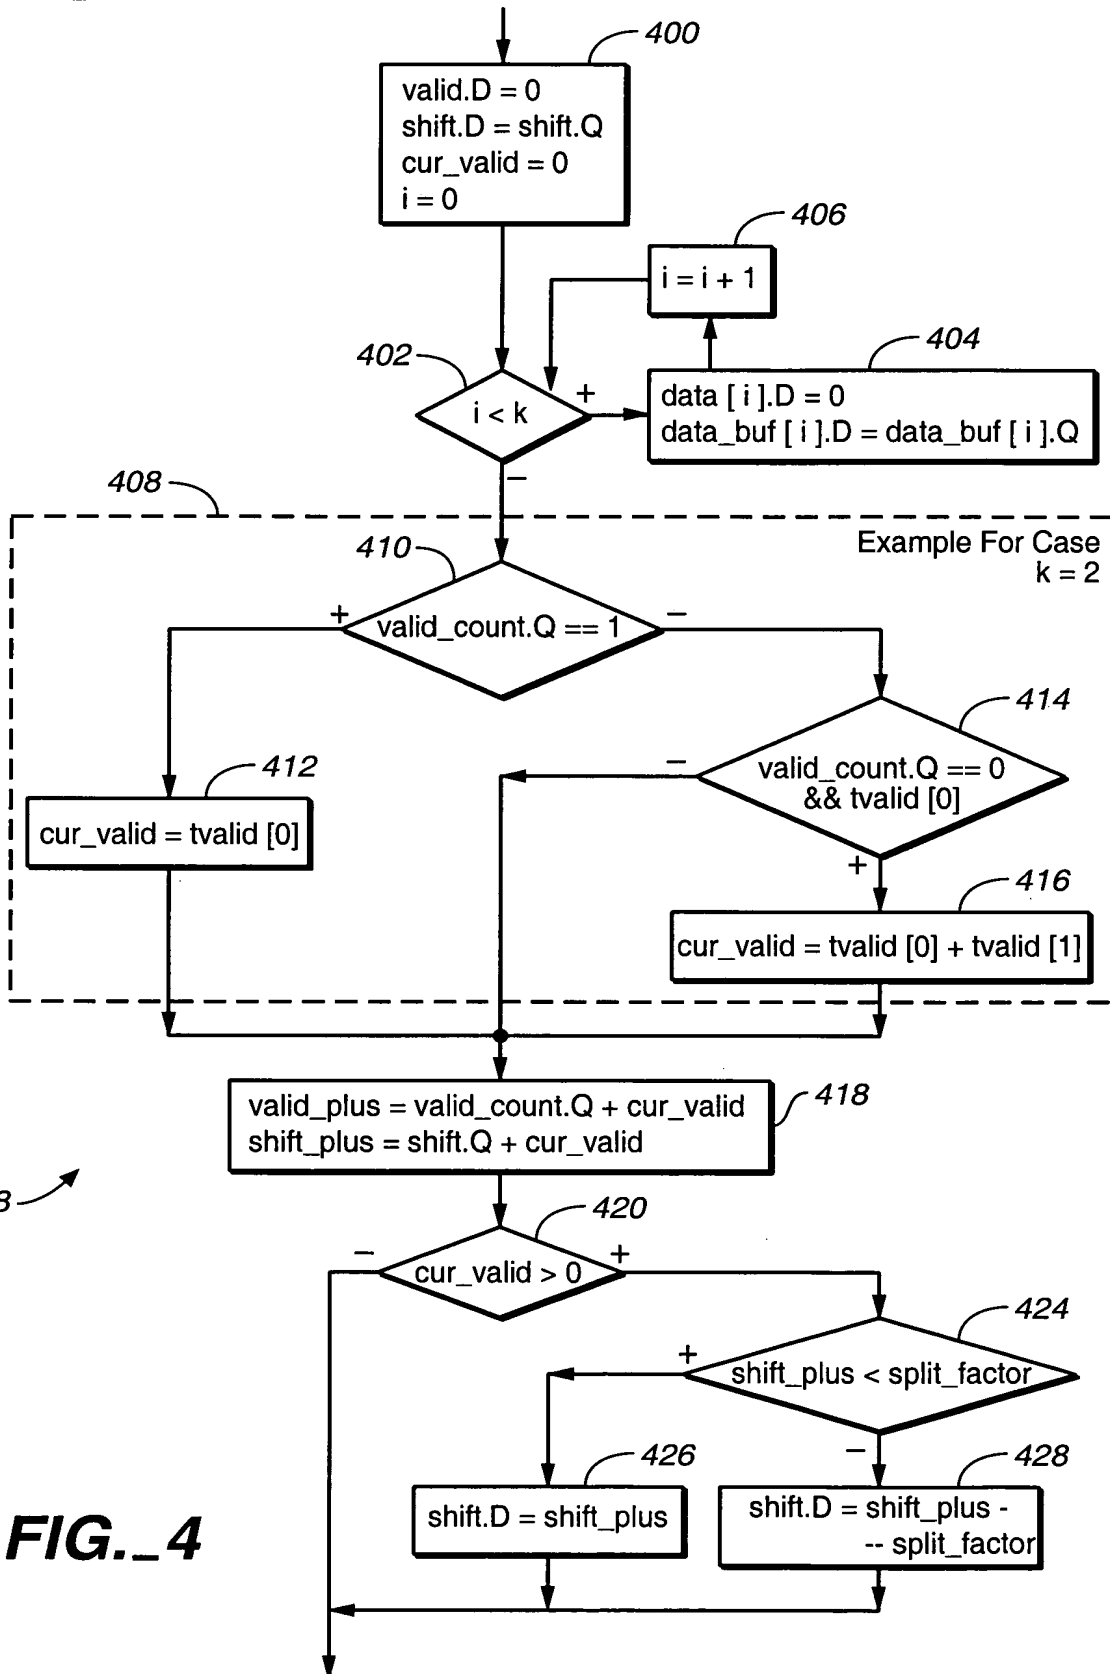 400
valid.D = 0
shift.D = shift.Q
cur_valid = 0
i = 0
406
i = i + 1
402
404
i < k
+
data [ i ].D = 0
data_buf [ i ].D = data_buf [ i ].Q
–
408
Example For Case
k = 2
410
+
valid_count.Q == 1
–
414
412
–
valid_count.Q == 0
&& tvalid [0]
cur_valid = tvalid [0]
+
416
cur_valid = tvalid [0] + tvalid [1]
418
valid_plus = valid_count.Q + cur_valid
shift_plus = shift.Q + cur_valid
8
420
–
cur_valid > 0
+
424
+
shift_plus < split_factor
–
426
428
shift.D = shift_plus
shift.D = shift_plus -
-- split_factor
FIG._4